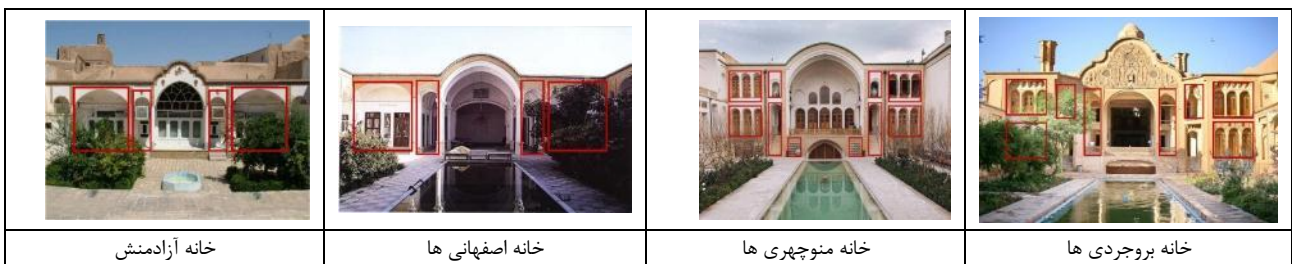 خانه بروجردی ها
خانه منوچهری ها
خانه اصفهانی ها
خانه آزادمنش